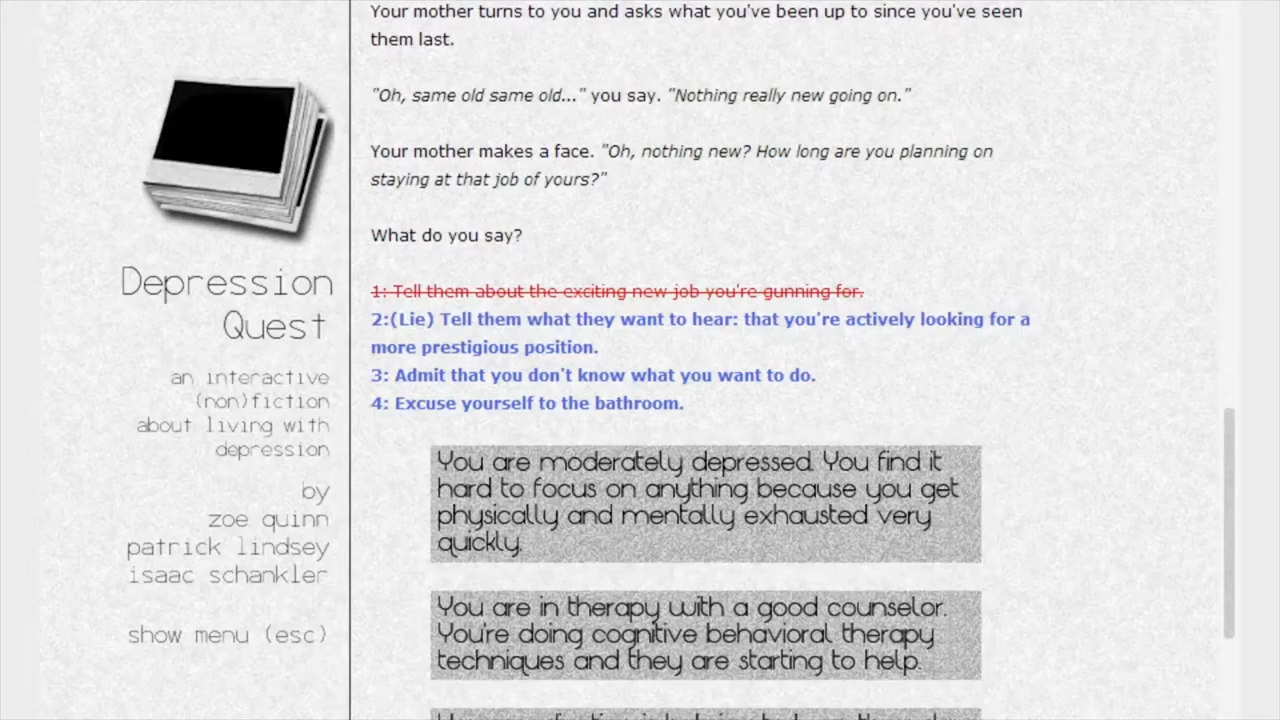 Your mother turns to you and asks what you've been up to since you've seen
them last.
"Oh, same old same old..." you say. "Nothing really new going on."
Your mother makes a face. "Oh, nothing new? How long are you planning on
staying at that job of yours?"
What do you say?
1: Tell them about the exciting new job you're gunning for.
2:(Lie) Tell them what they want to hear: that you're actively looking for a
more prestigious position.
3: Admit that you don't know what you want to do.
4: Excuse yourself to the bathroom.
Depression
Quest
an interactive
(non)fiction
about living with
depression
by
zoe quinn
patrick lindsey
isaac schankler
show menu (esc)
You are moderately depressed. You find it
hard to focus on anything because you get
physically and mentally exhausted very
quickly.
You are in therapy with a good counselor.
You're doing cognitive behavioral therapy
techniques and they are starting to help.